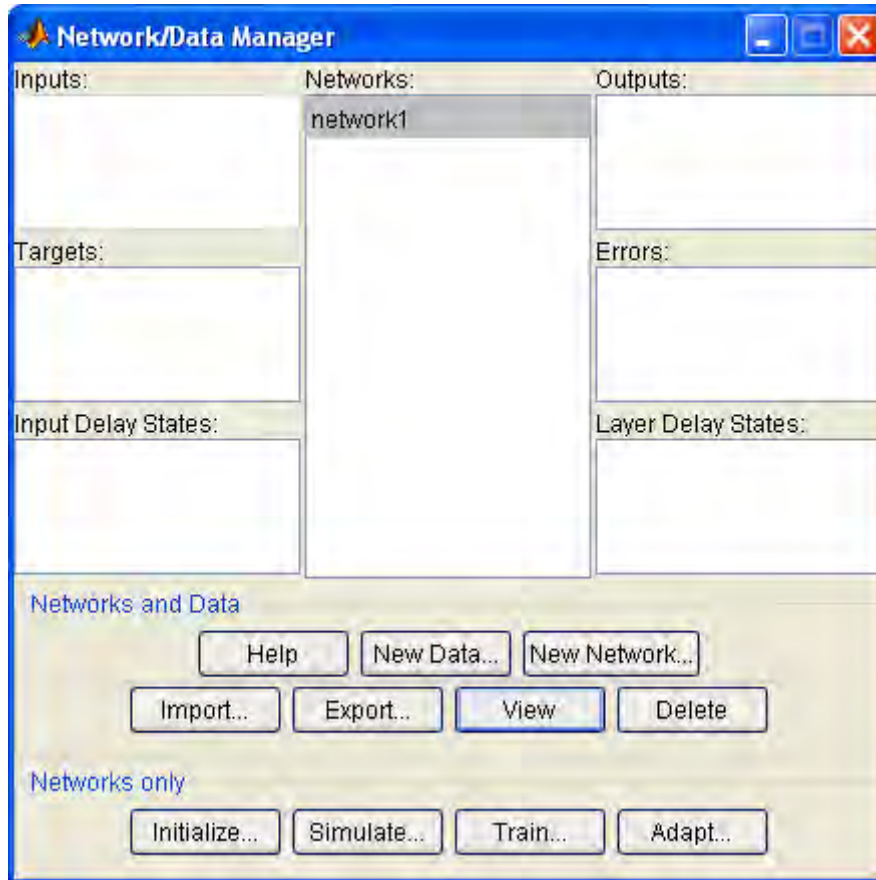 Network/Data Manager
Inputs: Networks: Outputs:
network1
Targets: Errors:
Input Delay States: Layer Delay States:
Networks and Data
Help New Data... New Network...
Import... Export... View Delete
Networks only
Initialize... Simulate... Train... Adapt...